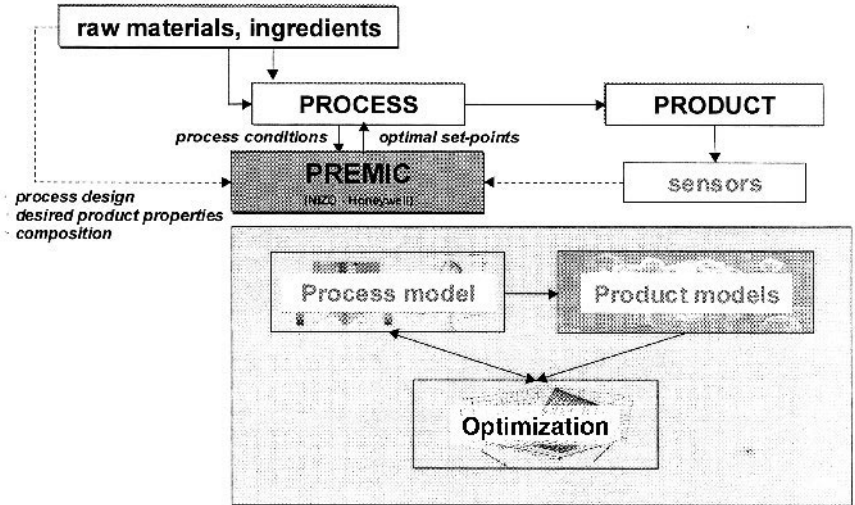 raw materials, ingredients
PROCESS
PRODUCT
process conditions
optimal set-points
PREMIC
(NIZO - Honeywell)
sensors
· process design
· desired product properties
· composition
Process model
Product models
Optimization